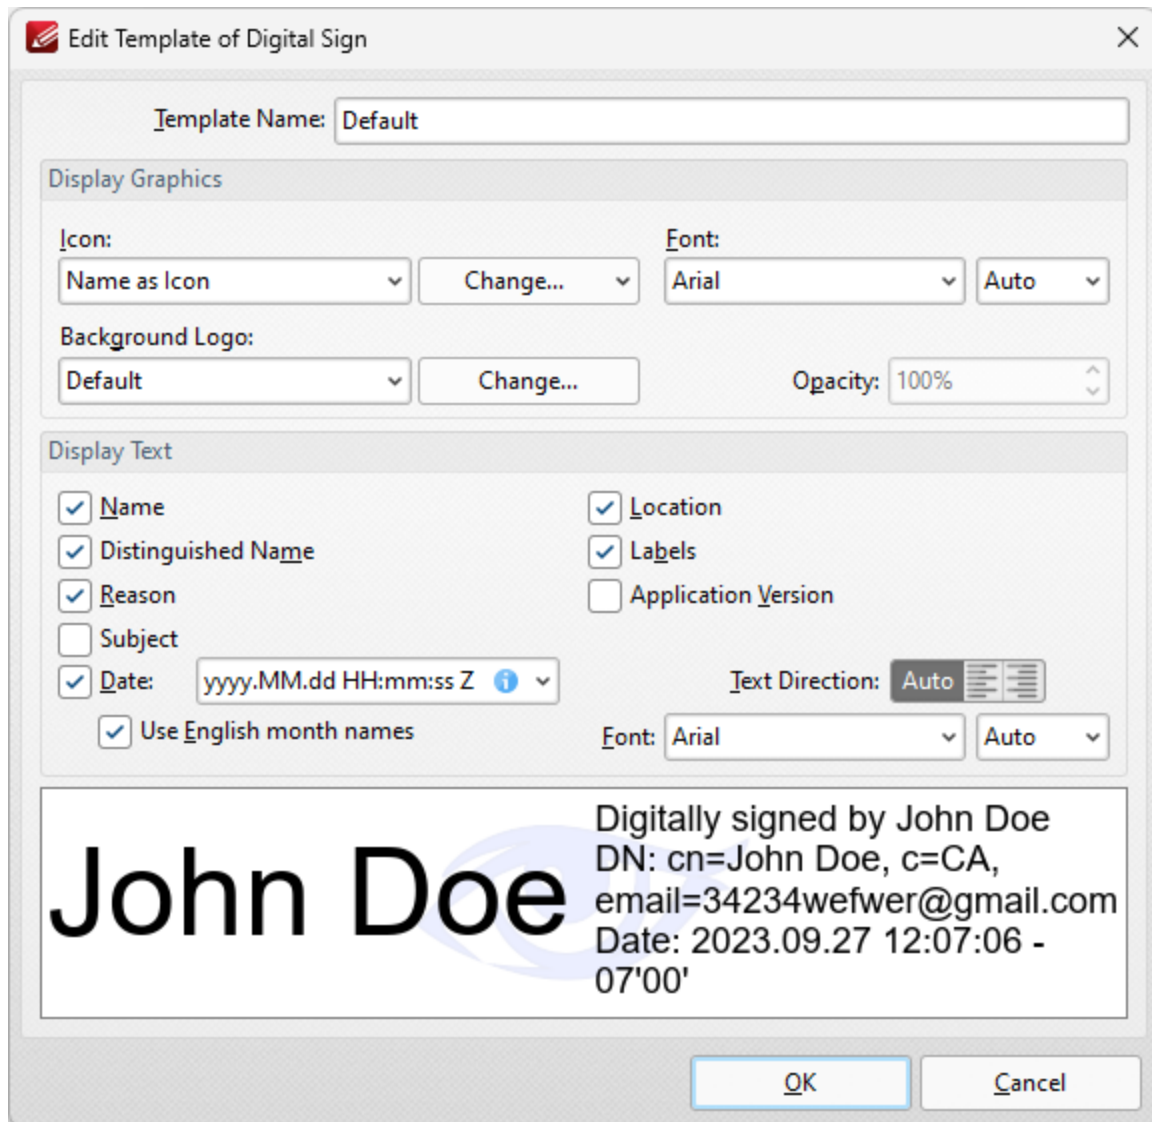 Edit Template of Digital Sign
Template Name: Default
Display Graphics
Icon: Font:
Name as Icon Change... Arial Auto
Background Logo:
Default Change... Opacity: 100%
Display Text
Name Location
Distinguished Name Labels
Reason Application Version
Subject
Date: yyyy.MM.dd HH:mm:ss Z Text Direction: Auto
Use English month names Font: Arial Auto
John Doe
Digitally signed by John Doe
DN: cn=John Doe, c=CA,
email=34234wefwer@gmail.com
Date: 2023.09.27 12:07:06 -
07'00'
OK Cancel